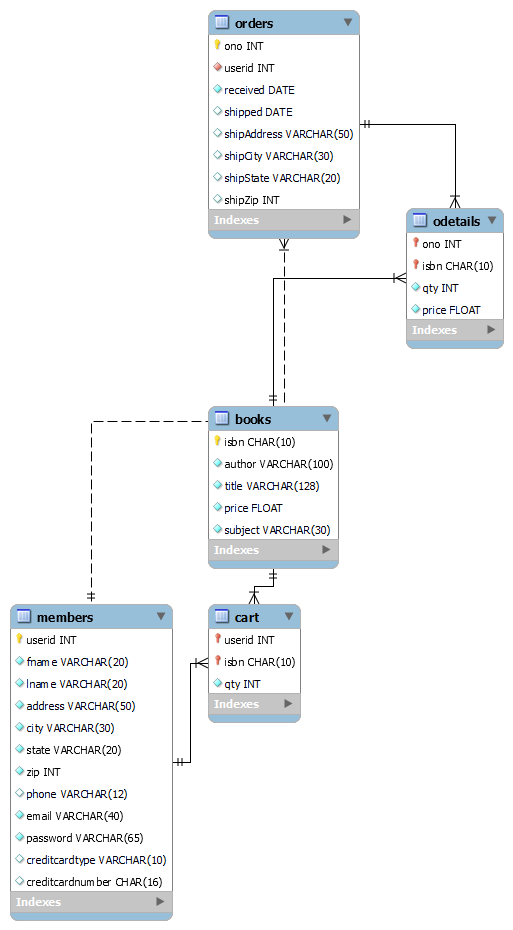 orders
ono INT
userid INT
received DATE
shipped DATE
shipAddress VARCHAR(50)
shipCity VARCHAR(30)
shipState VARCHAR(20)
shipZip INT
Indexes
odetails
ono INT
isbn CHAR(10)
qty INT
price FLOAT
Indexes
books
isbn CHAR(10)
author VARCHAR(100)
title VARCHAR(128)
price FLOAT
subject VARCHAR(30)
Indexes
members
userid INT
fname VARCHAR(20)
lname VARCHAR(20)
address VARCHAR(50)
city VARCHAR(30)
state VARCHAR(20)
zip INT
phone VARCHAR(12)
email VARCHAR(40)
password VARCHAR(65)
creditcardtype VARCHAR(10)
creditcardnumber CHAR(16)
Indexes
cart
userid INT
isbn CHAR(10)
qty INT
Indexes